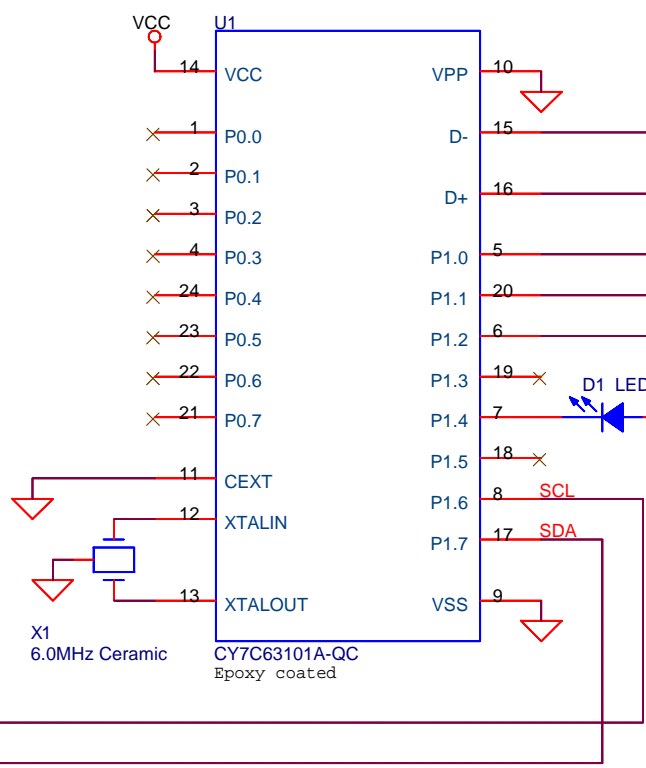 VCC
U1
14 VCC VPP 10
1 P0.0 D- 15
2 P0.1
D+ 16
3 P0.2
4 P0.3 P1.0 5
24 P0.4 P1.1 20
23 P0.5 P1.2 6
22 P0.6 P1.3 19
D1 LED
21 P0.7 P1.4 7
P1.5 18
11 CEXT
P1.6 8 SCL
12 XTALIN
P1.7 17 SDA
13 XTALOUT VSS 9
X1
6.0MHz Ceramic
CY7C63101A-QC
Epoxy coated